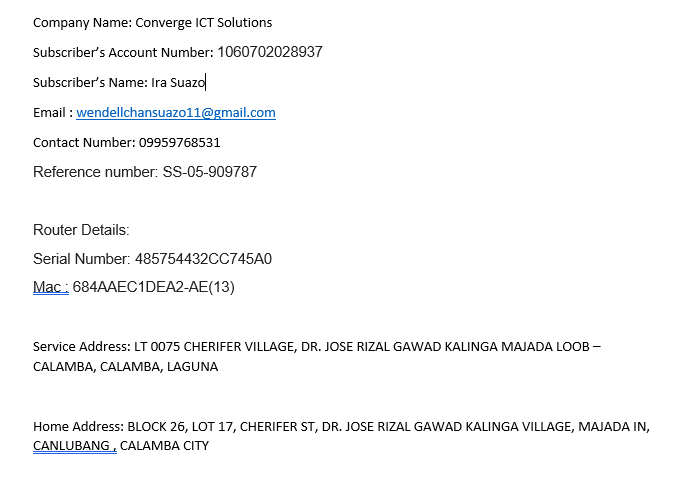 Company Name: Converge ICT Solutions
Subscriber's Account Number: 1060702028937
Subscriber's Name: Ira Suazo
Email : wendellchansuazo11@gmail.com
Contact Number: 09959768531
Reference number: SS-05-909787
Router Details:
Serial Number: 485754432CC745A0
Mac : 684AAEC1DEA2-AE(13)
Service Address: LT 0075 CHERIFER VILLAGE, DR. JOSE RIZAL GAWAD KALINGA MAJADA LOOB –
CALAMBA, CALAMBA, LAGUNA
Home Address: BLOCK 26, LOT 17, CHERIFER ST, DR. JOSE RIZAL GAWAD KALINGA VILLAGE, MAJADA IN,
CANLUBANG , CALAMBA CITY